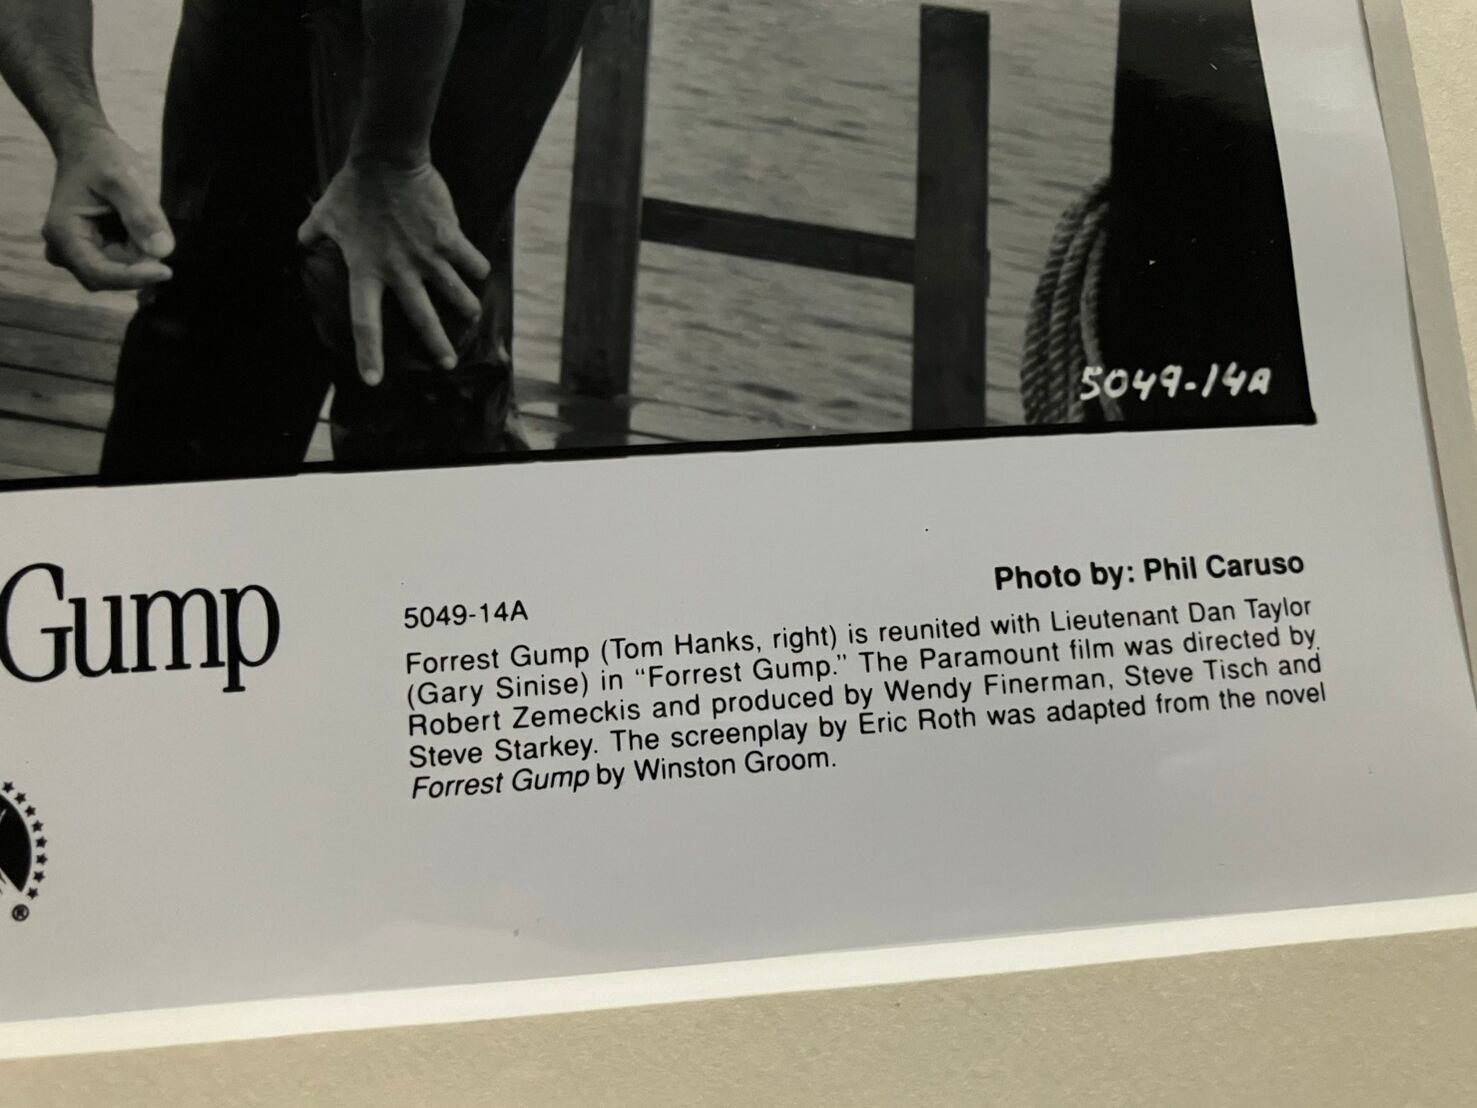 5049-14A
Gump
Photo by: Phil Caruso
5049-14A
Forrest Gump (Tom Hanks, right) is reunited with Lieutenant Dan Taylor
(Gary Sinise) in “Forrest Gump.” The Paramount film was directed by
Robert Zemeckis and produced by Wendy Finerman, Steve Tisch and
Steve Starkey. The screenplay by Eric Roth was adapted from the novel
Forrest Gump by Winston Groom.
®